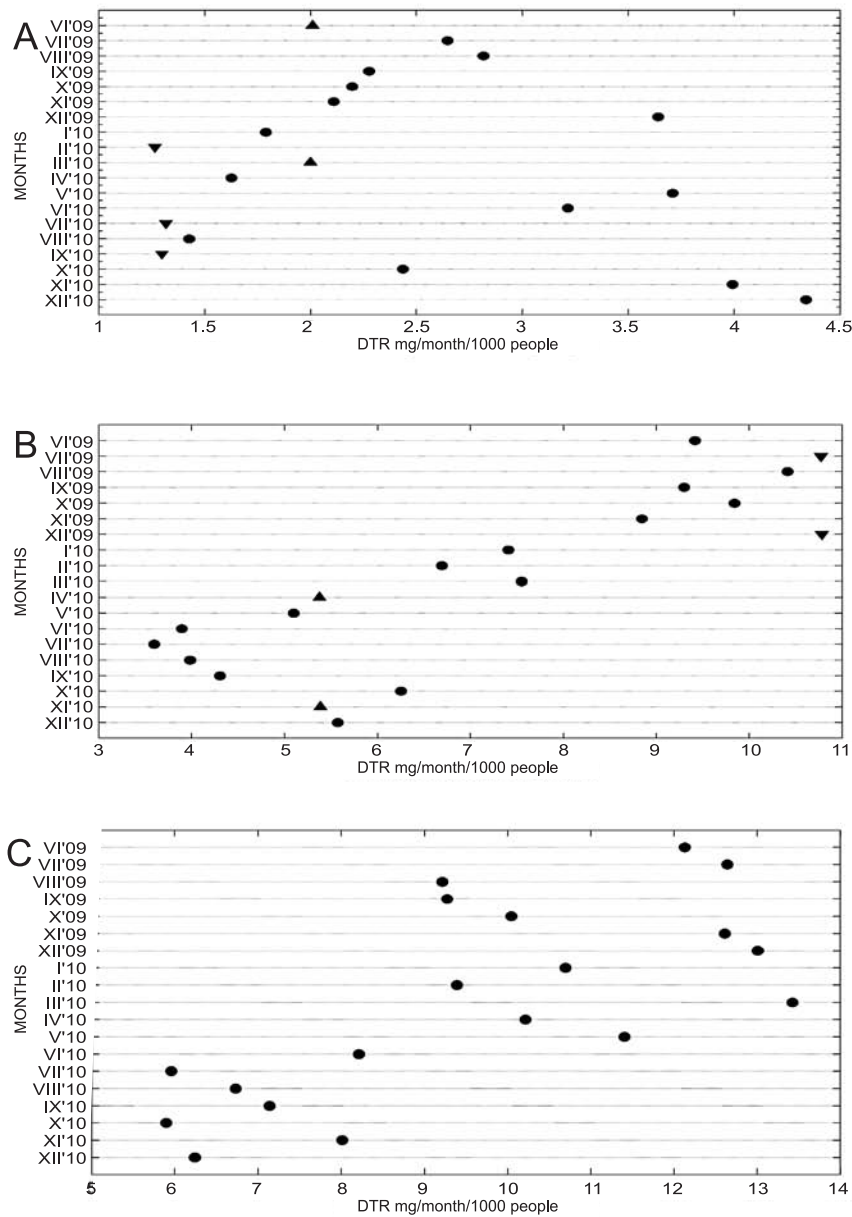 A
MONTHS
VI'09
VII'09
VIII'09
IX'09
X'09
XI'09
XII'09
I'10
II'10
III'10
IV'10
V'10
VI'10
VII'10
VIII'10
IX'10
X'10
XI'10
XII'10
1 1.5 2 2.5 3 3.5 4 4.5
DTR mg/month/1000 people
B
MONTHS
VI'09
VII'09
VIII'09
IX'09
X'09
XI'09
XII'09
I'10
II'10
III'10
IV'10
V'10
VI'10
VII'10
VIII'10
IX'10
X'10
XI'10
XII'10
3 4 5 6 7 8 9 10 11
DTR mg/month/1000 people
C
MONTHS
VI'09
VII'09
VIII'09
IX'09
X'09
XI'09
XII'09
I'10
II'10
III'10
IV'10
V'10
VI'10
VII'10
VIII'10
IX'10
X'10
XI'10
XII'10
5 6 7 8 9 10 11 12 13 14
DTR mg/month/1000 people